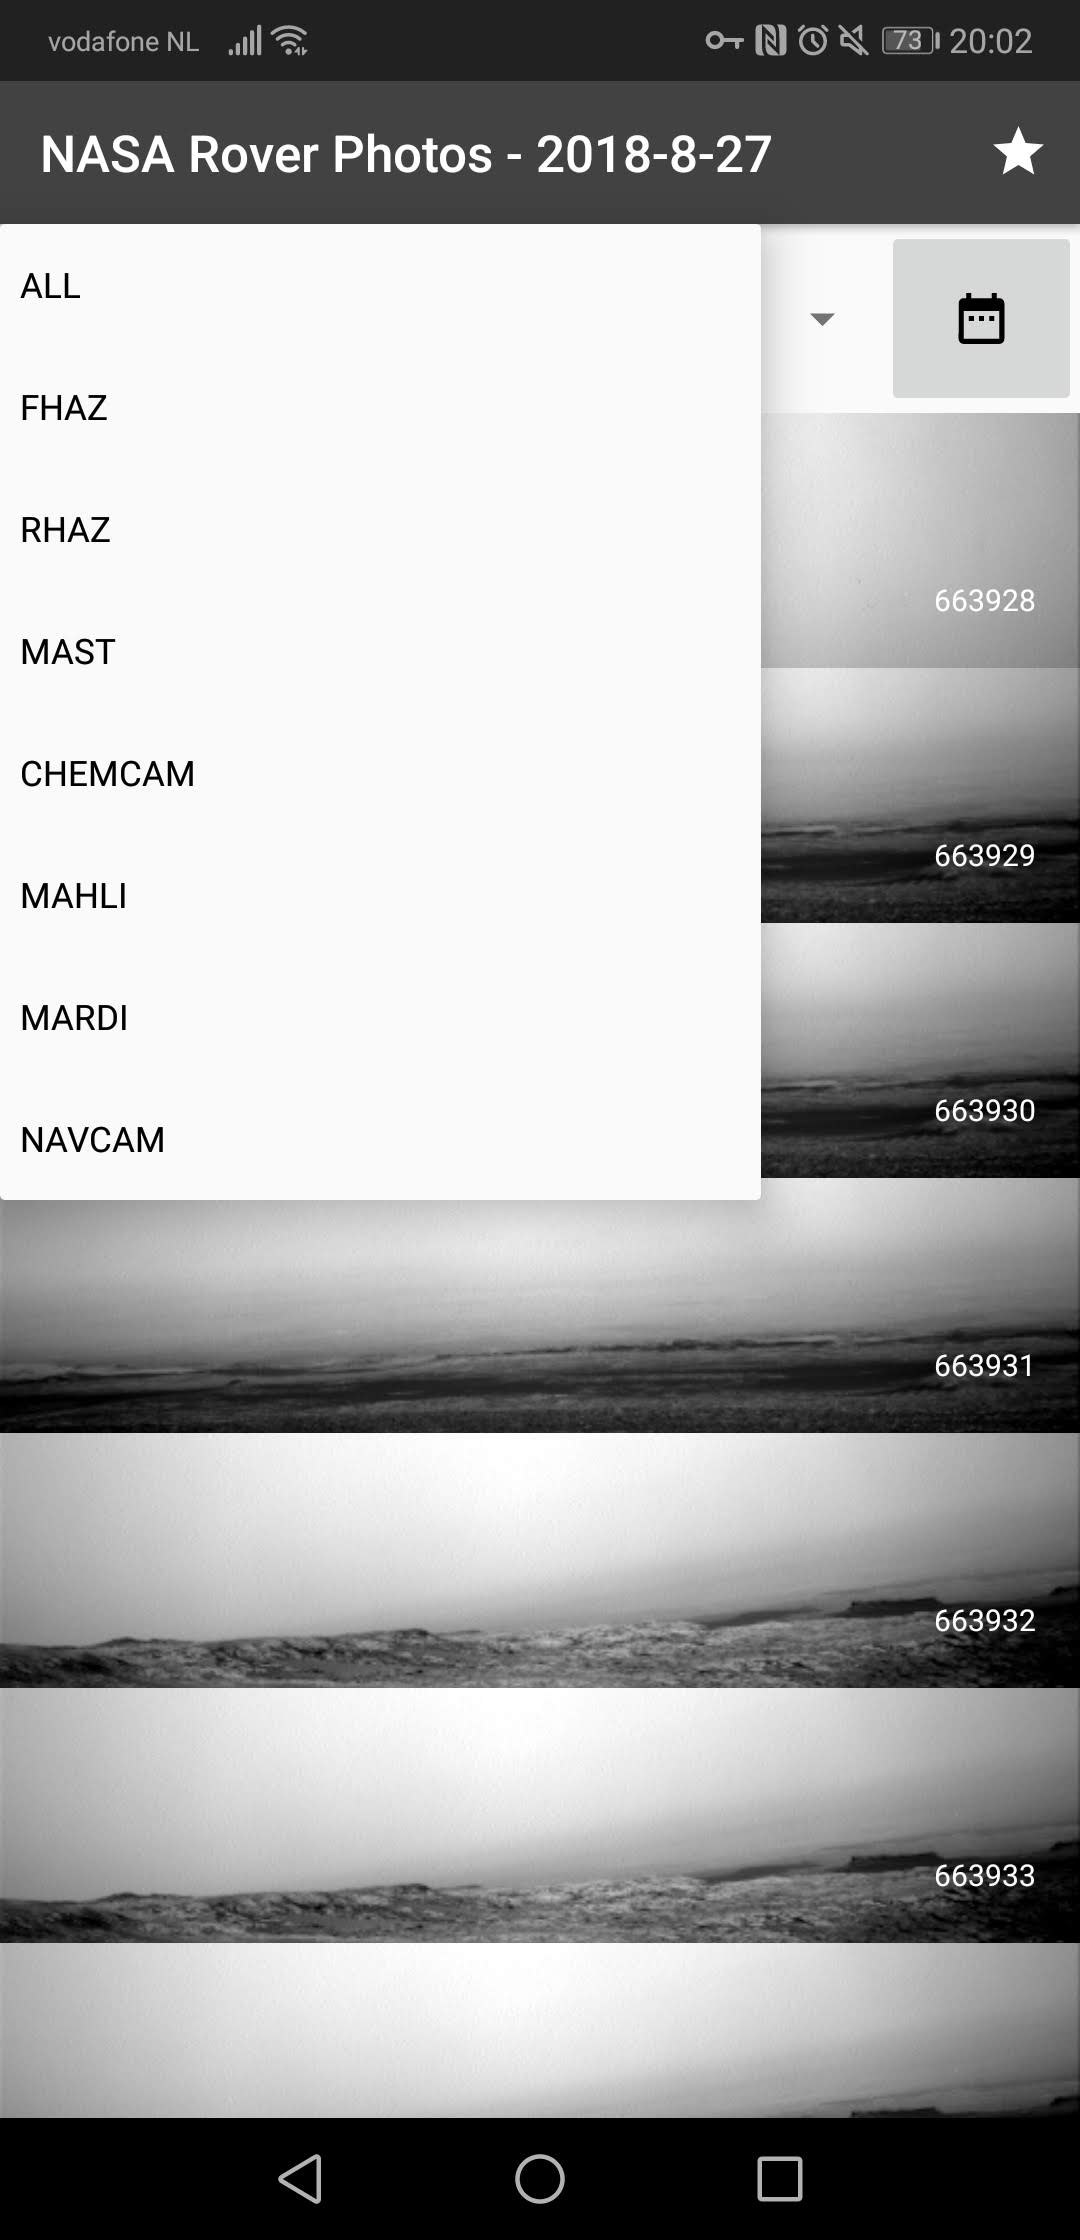 vodafone NL 73 20:02
NASA Rover Photos - 2018-8-27
ALL
FHAZ
RHAZ
MAST
CHEMCAM
MAHLI
MARDI
NAVCAM
663928
663929
663930
663931
663932
663933